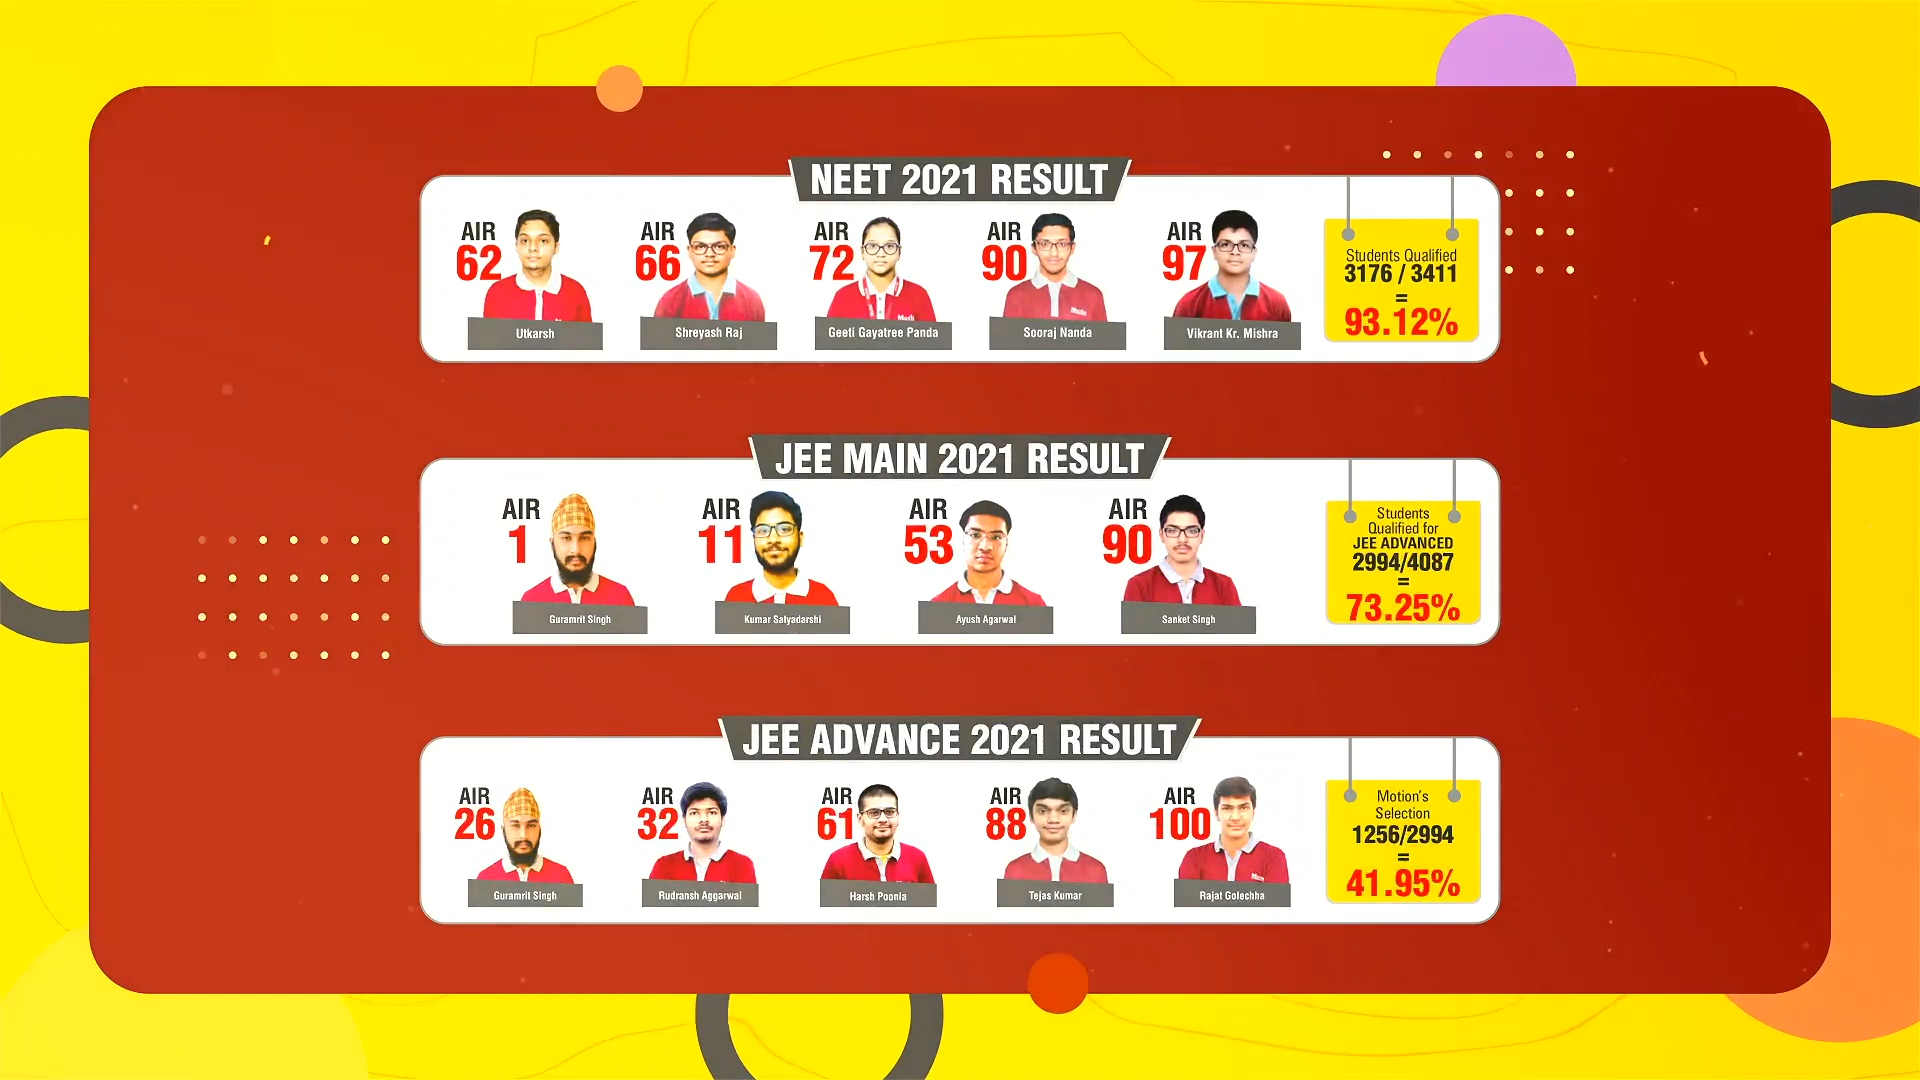 NEET 2021 RESULT
AIR
62
Utkarsh
AIR
66
Shreyash Raj
AIR
72
Geeti Gayatree Panda
AIR
90
Sooraj Nanda
AIR
97
Vikrant Kr. Mishra
Students Qualified
3176 / 3411
=
93.12%
JEE MAIN 2021 RESULT
AIR
1
Guramrit Singh
AIR
11
Kumar Satyadarshi
AIR
53
Ayush Agarwal
AIR
90
Sanket Singh
Students
Qualified for
JEE ADVANCED
2994/4087
=
73.25%
JEE ADVANCE 2021 RESULT
AIR
26
Guramrit Singh
AIR
32
Rudransh Aggarwal
AIR
61
Harsh Poonia
AIR
88
Tejas Kumar
AIR
100
Rajat Golechha
Motion's
Selection
1256/2994
=
41.95%